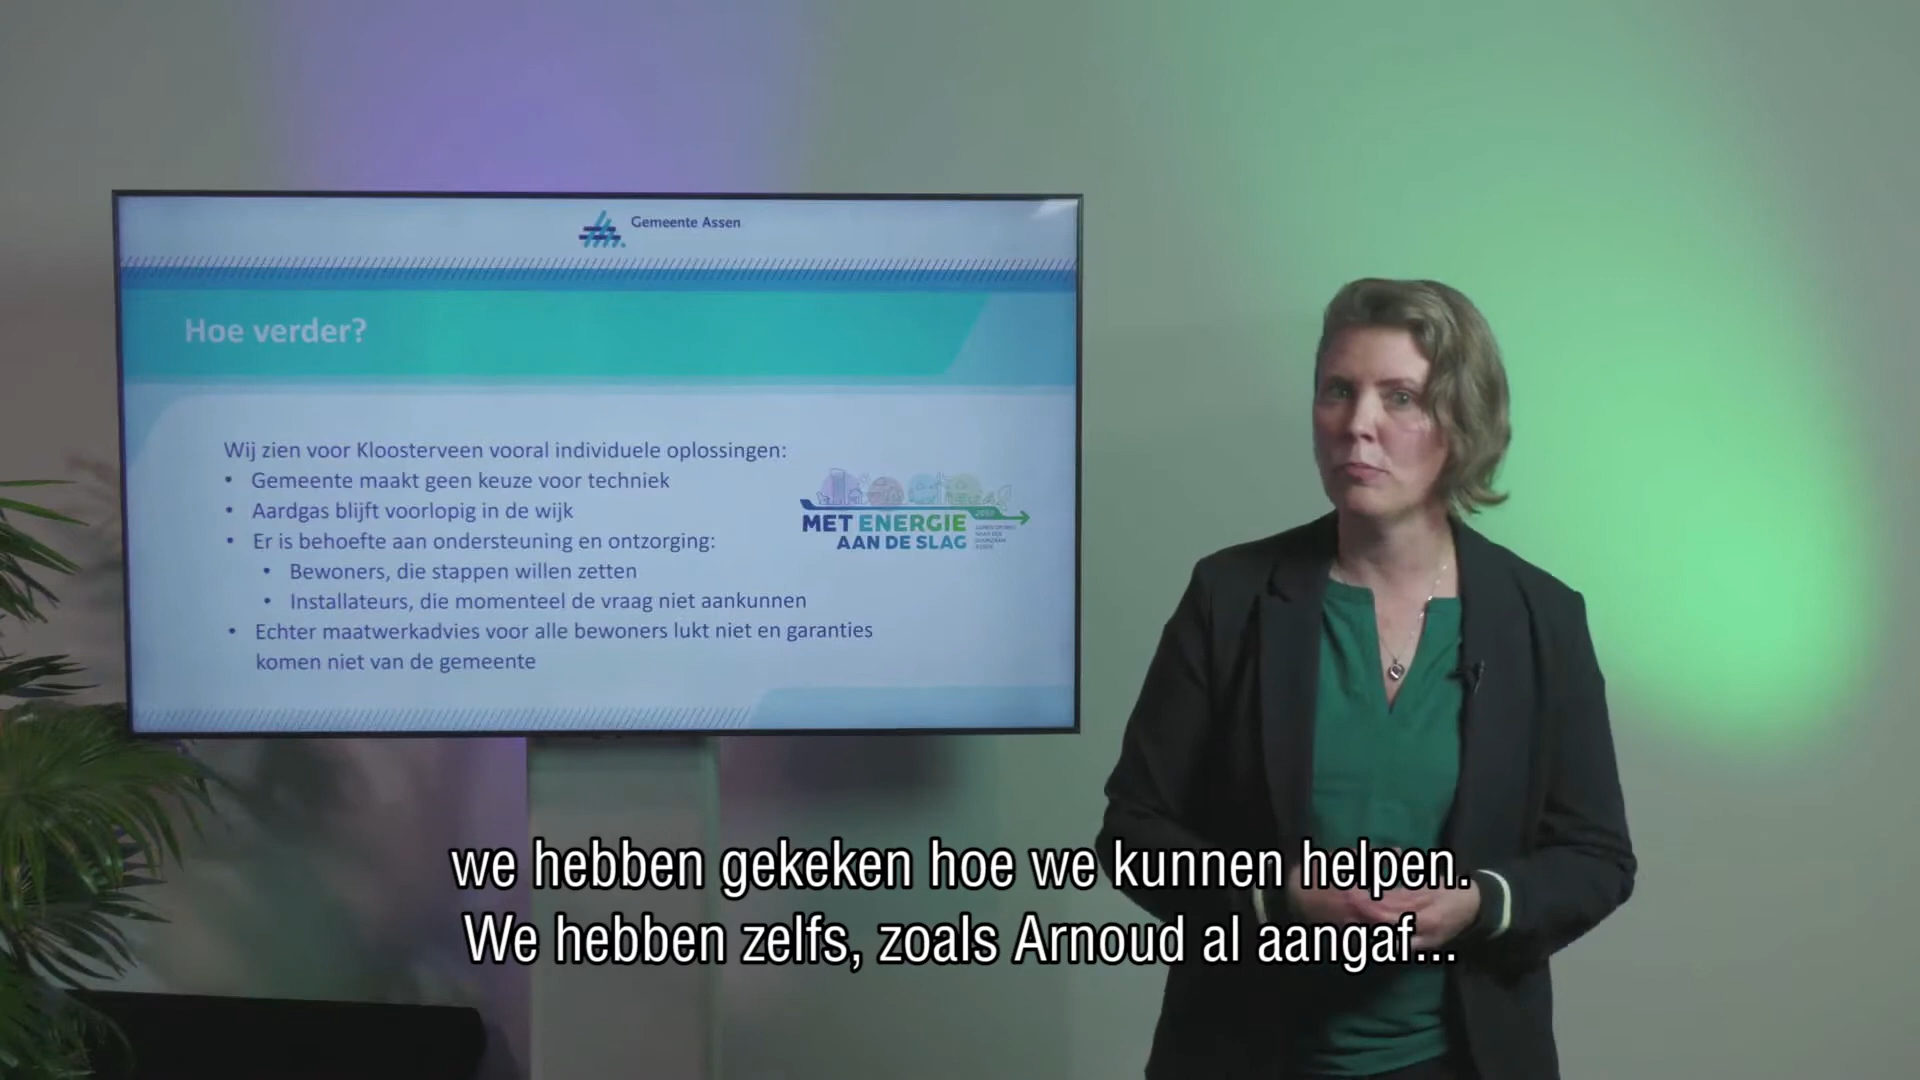 Gemeente Assen
Hoe verder?
Wij zien voor Kloosterveen vooral individuele oplossingen:
• Gemeente maakt geen keuze voor techniek
• Aardgas blijft voorlopig in de wijk
• Er is behoefte aan ondersteuning en ontzorging:
• Bewoners, die stappen willen zetten
• Installateurs, die momenteel de vraag niet aankunnen
• Echter maatwerkadvies voor alle bewoners lukt niet en garanties
komen niet van de gemeente
MET ENERGIE
AAN DE SLAG
we hebben gekeken hoe we kunnen helpen.
We hebben zelfs, zoals Arnoud al aangaf...